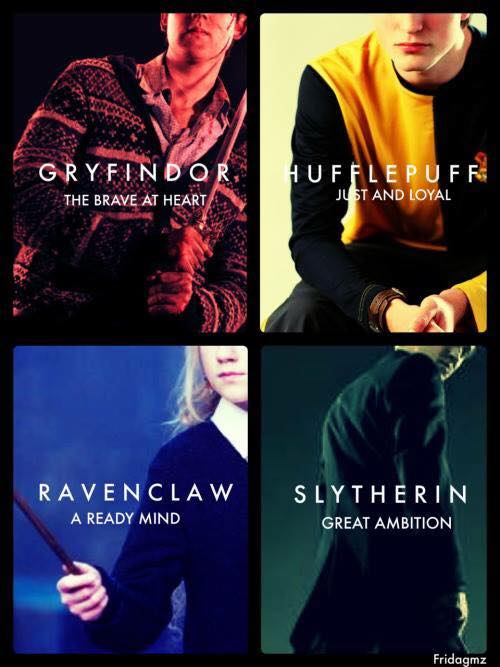 GRYFINDOR
THE BRAVE AT HEART
HUFFLEPUFF
JUST AND LOYAL
RAVENCLAW
A READY MIND
SLYTHERIN
GREAT AMBITION
Fridagmz